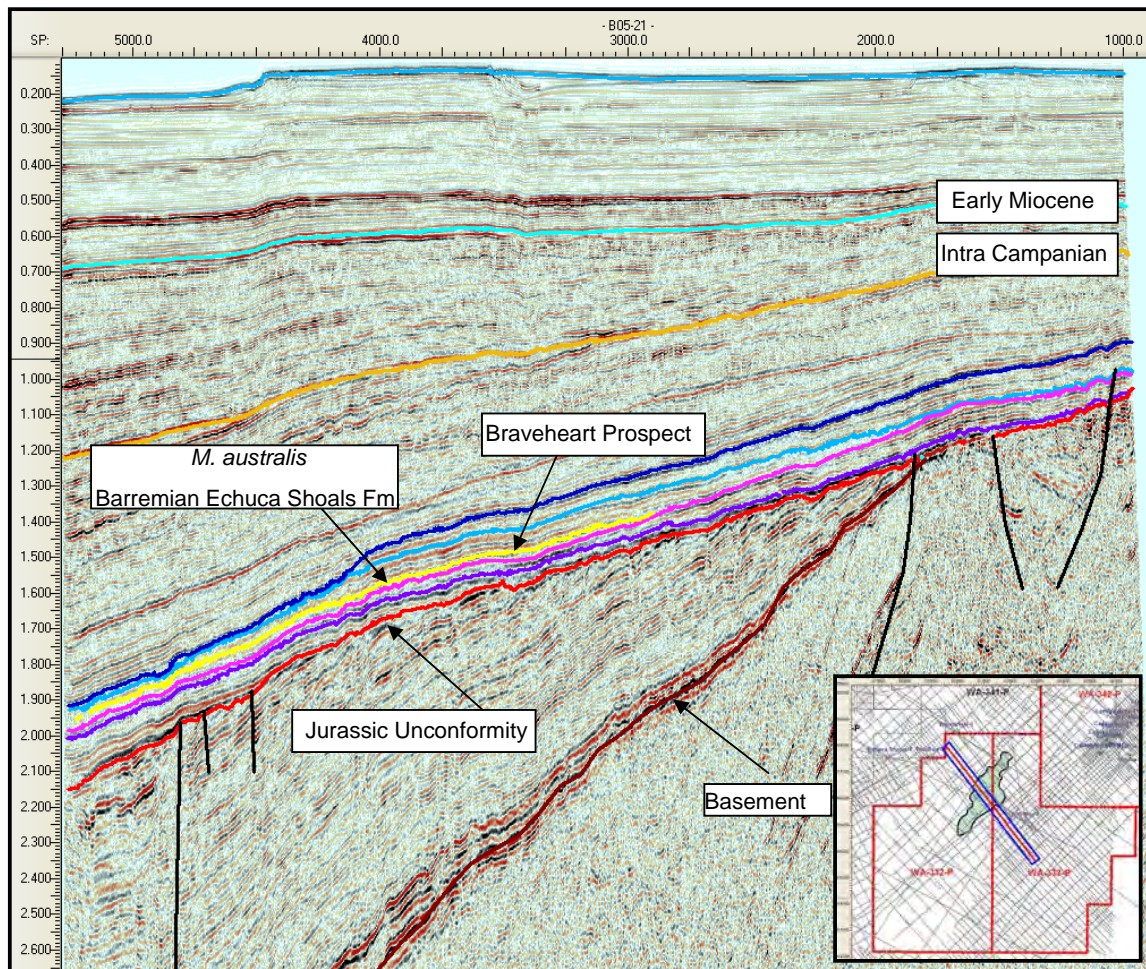 - B05-21 -
SP: 5000.0 4000.0 3000.0 2000.0 1000.0
0.200
0.300
0.400
0.500
Early Miocene
0.600
Intra Campanian
0.700
0.800
0.900
1.000
1.100
Braveheart Prospect
1.200
M. australis
Barremian Echuca Shoals Fm
1.300
1.400
1.500
1.600
1.700
1.800
1.900
Jurassic Unconformity
2.000
2.100
Basement
2.200
2.300
2.400
2.500
2.600
WA-341-P
WA-342-P
-P
WA-332-P
WA-333-P